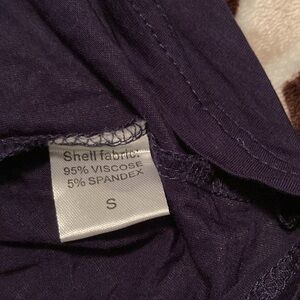 Shell fabric:
95% VISCOSE
5% SPANDEX
S